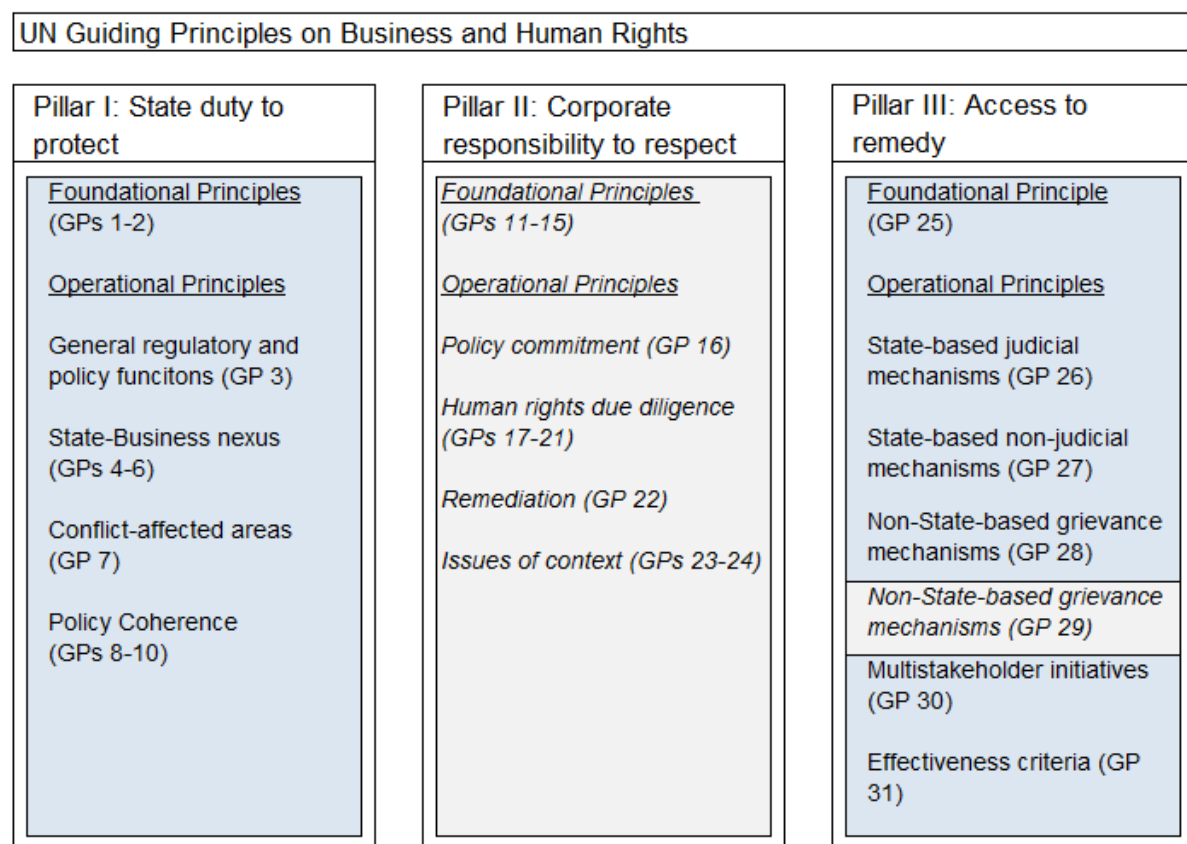 UN Guiding Principles on Business and Human Rights
Pillar I: State duty to
protect
Foundational Principles
(GPs 1-2)
Operational Principles
General regulatory and
policy funcitons (GP 3)
State-Business nexus
(GPs 4-6)
Conflict-affected areas
(GP 7)
Policy Coherence
(GPs 8-10)
Pillar II: Corporate
responsibility to respect
Foundational Principles
(GPs 11-15)
Operational Principles
Policy commitment (GP 16)
Human rights due diligence
(GPs 17-21)
Remediation (GP 22)
Issues of context (GPs 23-24)
Pillar III: Access to
remedy
Foundational Principle
(GP 25)
Operational Principles
State-based judicial
mechanisms (GP 26)
State-based non-judicial
mechanisms (GP 27)
Non-State-based grievance
mechanisms (GP 28)
Non-State-based grievance
mechanisms (GP 29)
Multistakeholder initiatives
(GP 30)
Effectiveness criteria (GP
31)